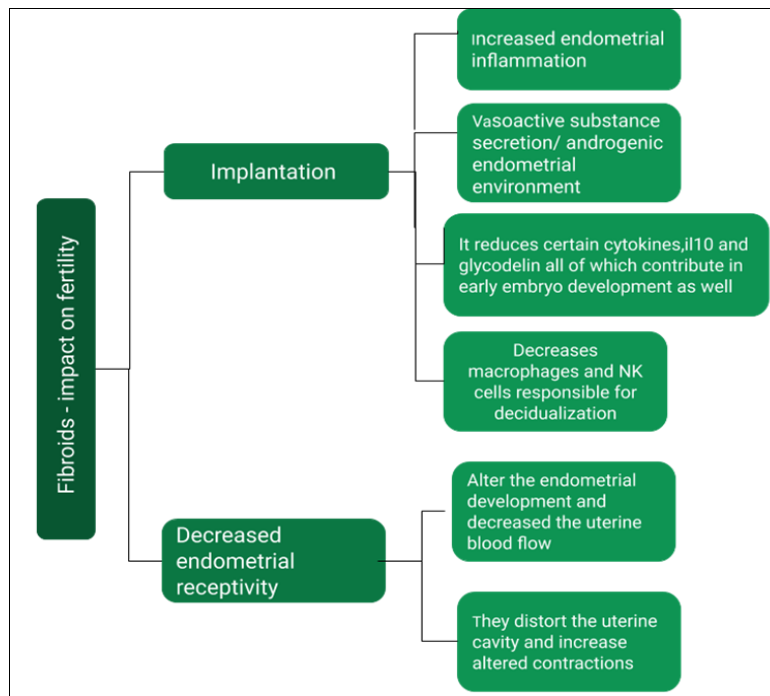 Fibroids - impact on fertility
Implantation
Increased endometrial
inflammation
Vasoactive substance
secretion/ androgenic
endometrial
environment
It reduces certain cytokines,il10 and
glycodelin all of which contribute in
early embryo development as well
Decreases
macrophages and NK
cells responsible for
decidualization
Decreased
endometrial
receptivity
Alter the endometrial
development and
decreased the uterine
blood flow
They distort the uterine
cavity and increase
altered contractions